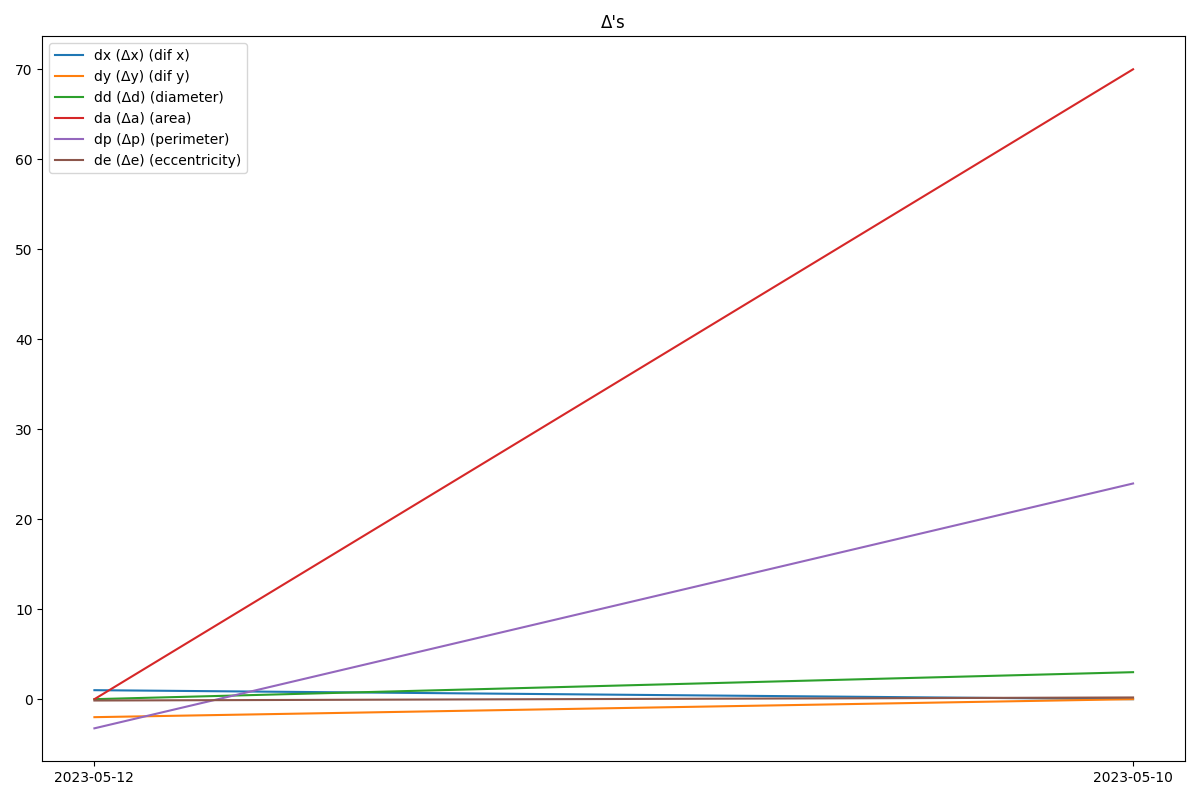 Δ's
dx (Δx) (dif x)
dy (Δy) (dif y)
dd (Δd) (diameter)
da (Δa) (area)
dp (Δp) (perimeter)
de (Δe) (eccentricity)
70
60
50
40
30
20
10
0
2023-05-12
2023-05-10